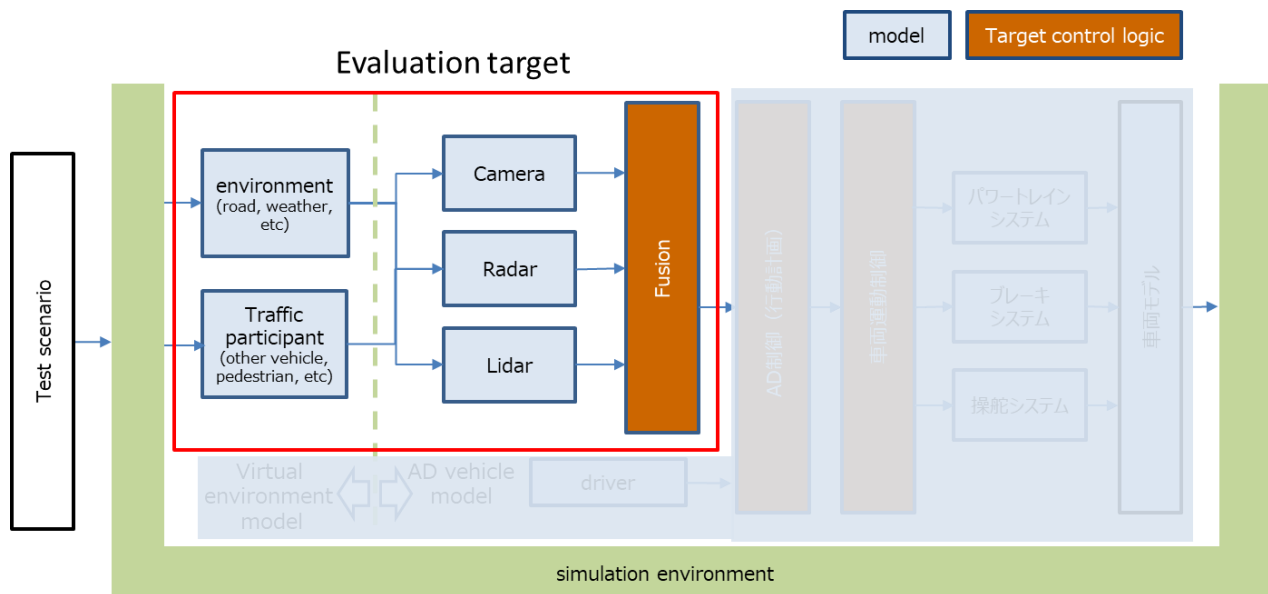 model
Target control logic
Evaluation target
Test scenario
environment
(road, weather,
etc)
Traffic
participant
(other vehicle,
pedestrian, etc)
Camera
Radar
Lidar
Fusion
AD制御（行動計画）
車両運動制御
パワートレイン
システム
ブレーキ
システム
操舵システム
車両モデル
Virtual
environment
model
AD vehicle
model
driver
simulation environment